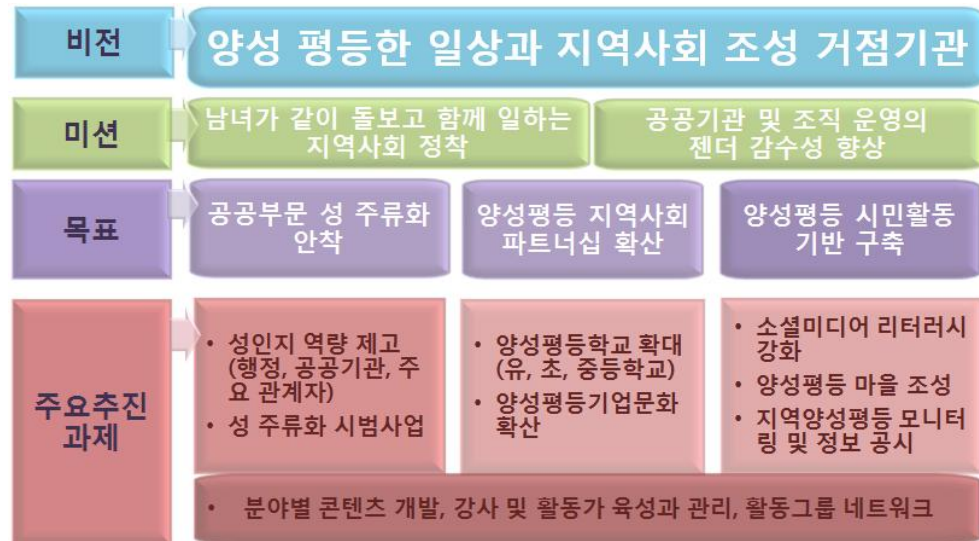 비전
양성 평등한 일상과 지역사회 조성 거점기관
미션
남녀가 같이 돌보고 함께 일하는
지역사회 정착
공공기관 및 조직 운영의
젠더 감수성 향상
목표
공공부문 성 주류화
안착
양성평등 지역사회
파트너십 확산
양성평등 시민활동
기반 구축
주요추진
과제
• 성인지 역량 제고
(행정, 공공기관, 주
요 관계자)
• 성 주류화 시범사업
• 양성평등학교 확대
(유, 초, 중등학교)
• 양성평등기업문화
확산
• 소셜미디어 리터러시
강화
• 양성평등 마을 조성
• 지역양성평등 모니터
링 및 정보 공시
• 분야별 콘텐츠 개발, 강사 및 활동가 육성과 관리, 활동그룹 네트워크